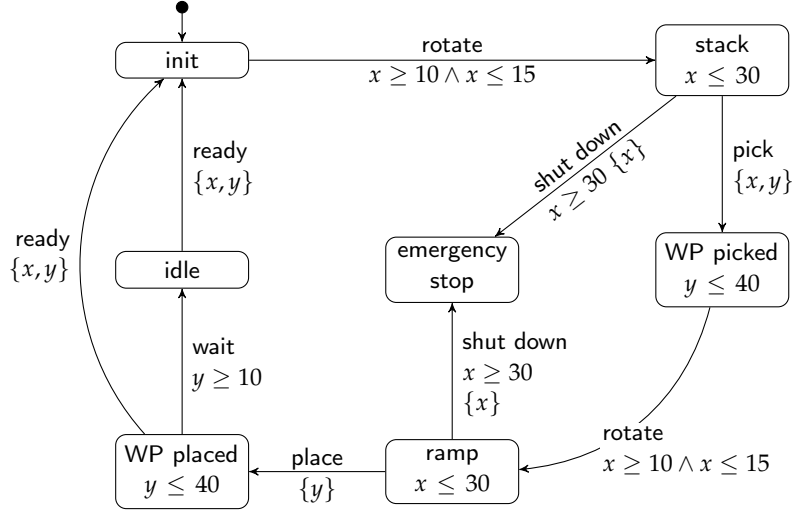 init
rotate
x ≥ 10 ∧ x ≤ 15
stack
x ≤ 30
ready
{x, y}
shut down
x ≥ 30 {x}
pick
{x, y}
ready
{x, y}
idle
emergency
stop
WP picked
y ≤ 40
wait
y ≥ 10
shut down
x ≥ 30
{x}
rotate
x ≥ 10 ∧ x ≤ 15
WP placed
y ≤ 40
place
{y}
ramp
x ≤ 30